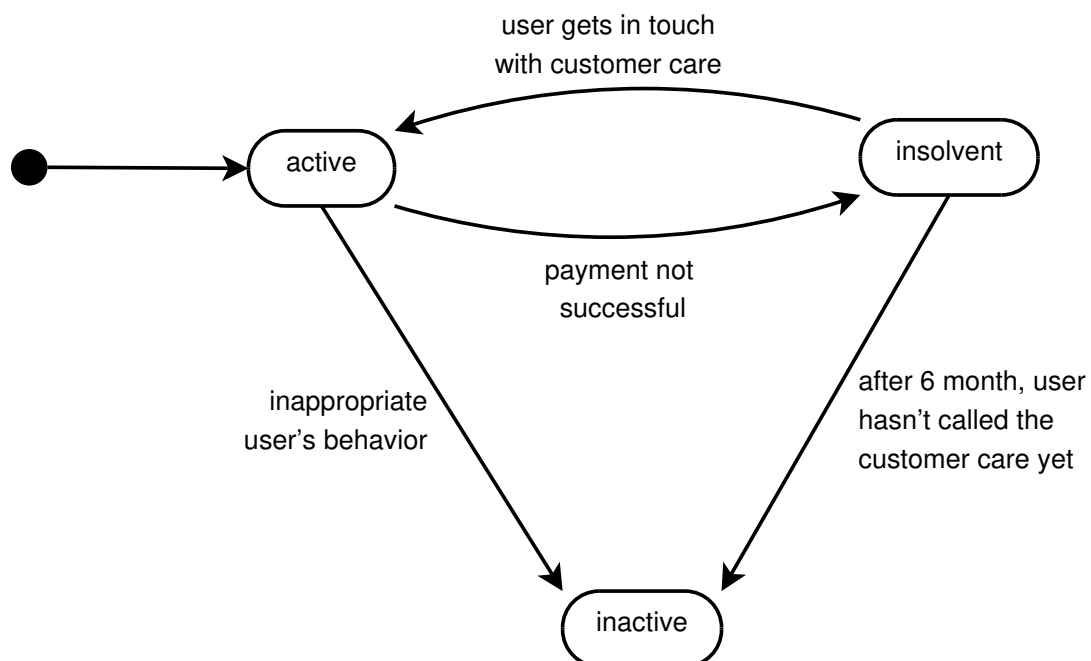 user gets in touch
with customer care
active
insolvent
payment not
successful
inappropriate
user's behavior
after 6 month, user
hasn't called the
customer care yet
inactive